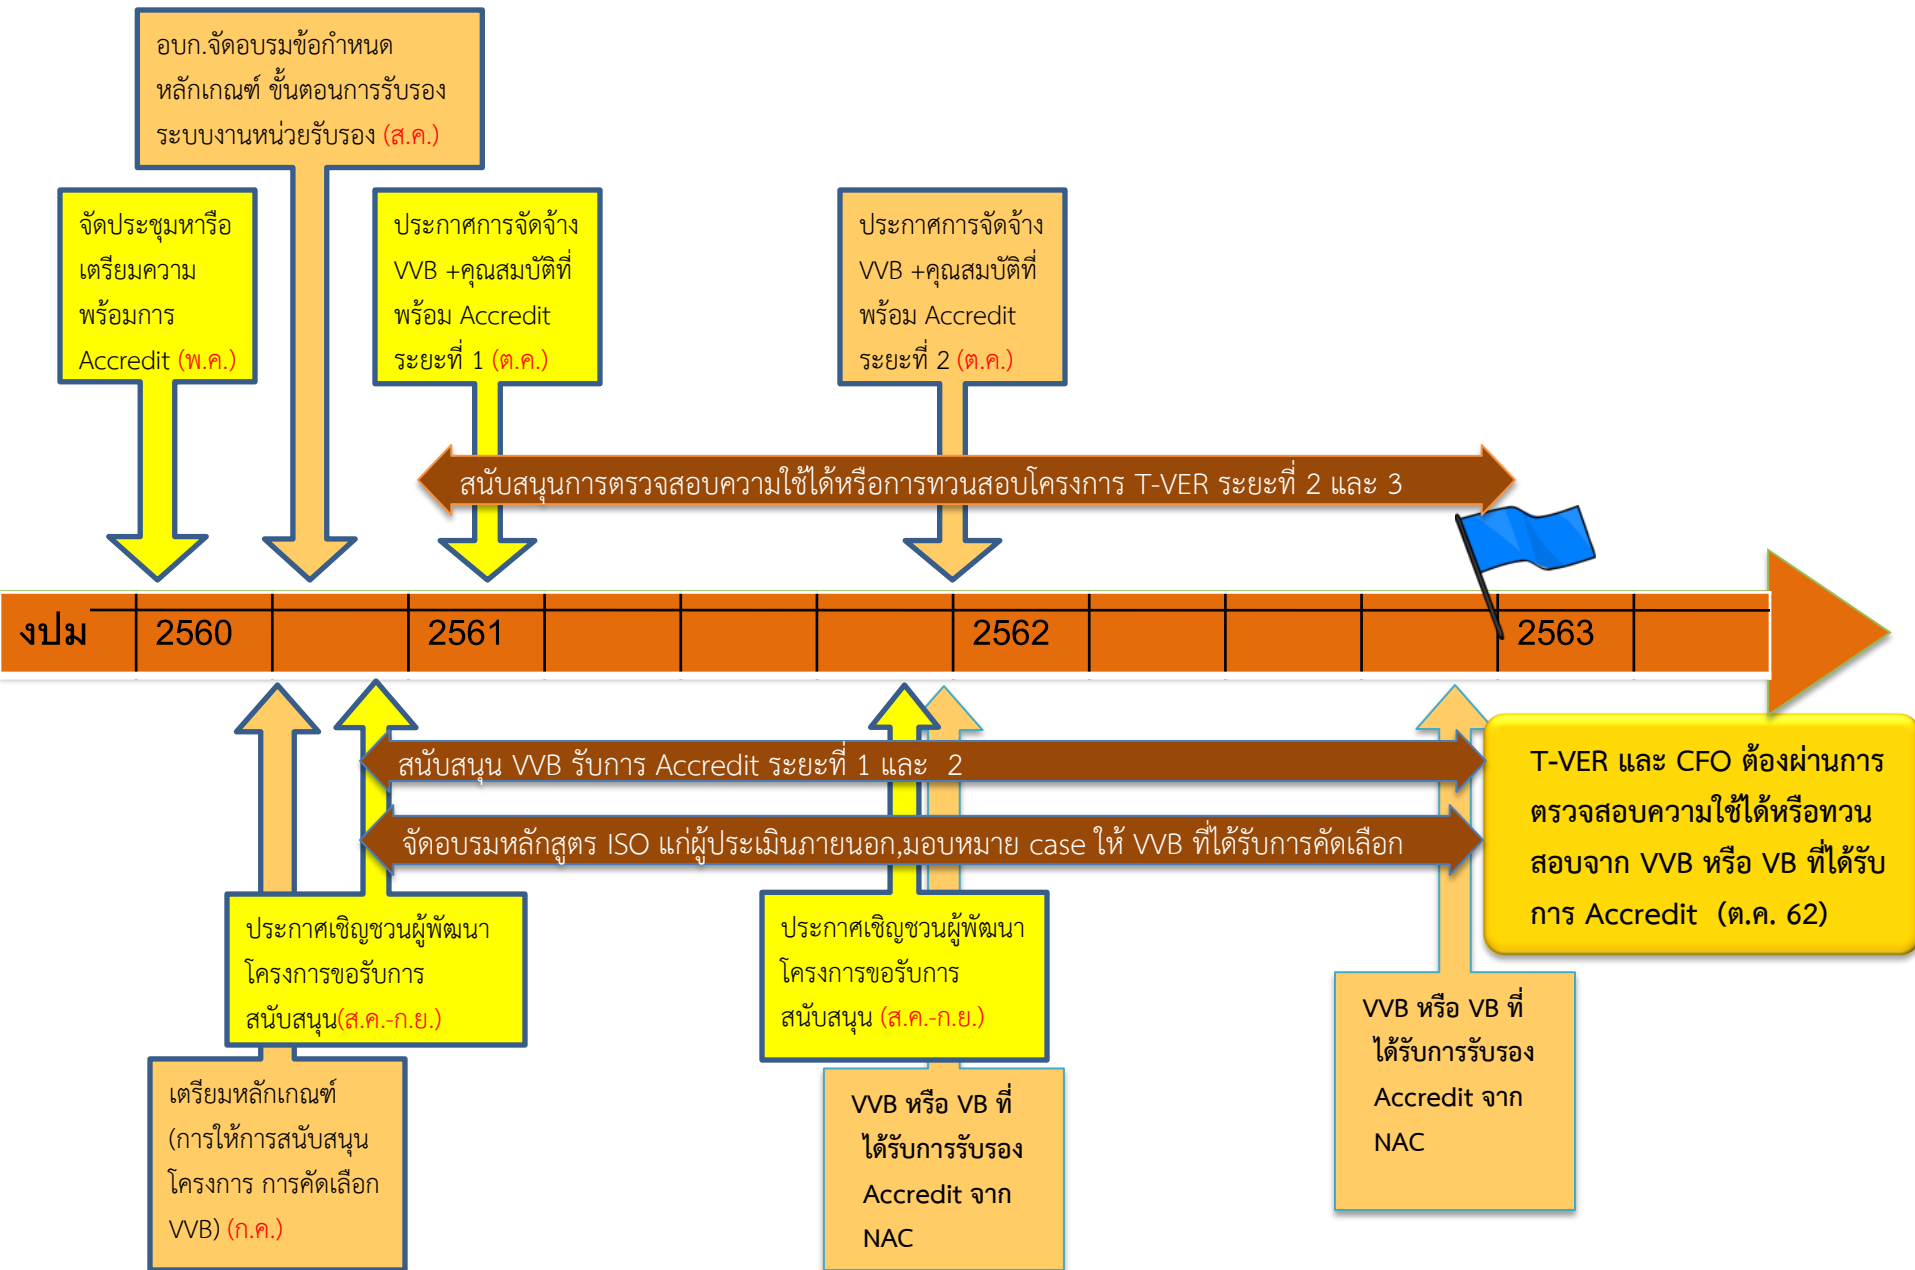 อบก.จัดอบรมข้อกำหนด
หลักเกณฑ์ ขั้นตอนการรับรอง
ระบบงานหน่วยรับรอง (ส.ค.)
จัดประชุมหารือ
เตรียมความ
พร้อมการ
Accredit (พ.ค.)
ประกาศการจัดจ้าง
VVB +คุณสมบัติที่
พร้อม Accredit
ระยะที่ 1 (ต.ค.)
ประกาศการจัดจ้าง
VVB +คุณสมบัติที่
พร้อม Accredit
ระยะที่ 2 (ต.ค.)
สนับสนุนการตรวจสอบความใช้ได้หรือการทวนสอบโครงการ T-VER ระยะที่ 2 และ 3
งปม 2560 2561 2562 2563
สนับสนุน VVB รับการ Accredit ระยะที่ 1 และ 2
จัดอบรมหลักสูตร ISO แก่ผู้ประเมินภายนอก,มอบหมาย case ให้ VVB ที่ได้รับการคัดเลือก
T-VER และ CFO ต้องผ่านการ
ตรวจสอบความใช้ได้หรือทวน
สอบจาก VVB หรือ VB ที่ได้รับ
การ Accredit (ต.ค. 62)
ประกาศเชิญชวนผู้พัฒนา
โครงการขอรับการ
สนับสนุน(ส.ค.-ก.ย.)
ประกาศเชิญชวนผู้พัฒนา
โครงการขอรับการ
สนับสนุน (ส.ค.-ก.ย.)
เตรียมหลักเกณฑ์
(การให้การสนับสนุน
โครงการ การคัดเลือก
VVB) (ก.ค.)
VVB หรือ VB ที่
ได้รับการรับรอง
Accredit จาก
NAC
VVB หรือ VB ที่
ได้รับการรับรอง
Accredit จาก
NAC